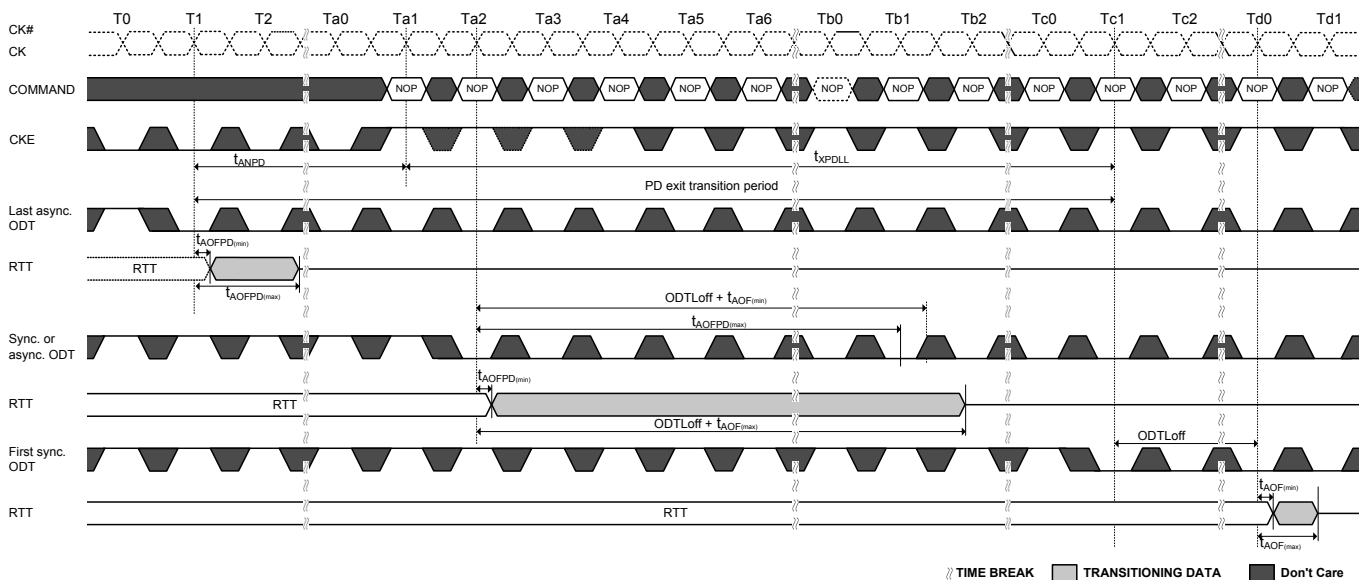 T0 T1 T2 Ta0 Ta1 Ta2 Ta3 Ta4 Ta5 Ta6 Tb0 Tb1 Tb2 Tc0 Tc1 Tc2 Td0 Td1
CK#
CK
COMMAND NOP NOP NOP NOP NOP NOP NOP NOP NOP NOP NOP NOP NOP NOP
CKE
tANPD tXPDLL
PD exit transition period
Last async.
ODT
tAOFPD(min)
RTT RTT
tAOFPD(max)
ODTLoff + tAOF(min)
tAOFPD(max)
Sync. or
async. ODT
tAOFPD(min)
RTT RTT
ODTLoff + tAOF(max)
First sync.
ODT
ODTLoff
tAOF(min)
RTT RTT
tAOF(max)
TIME BREAK TRANSITIONING DATA Don't Care